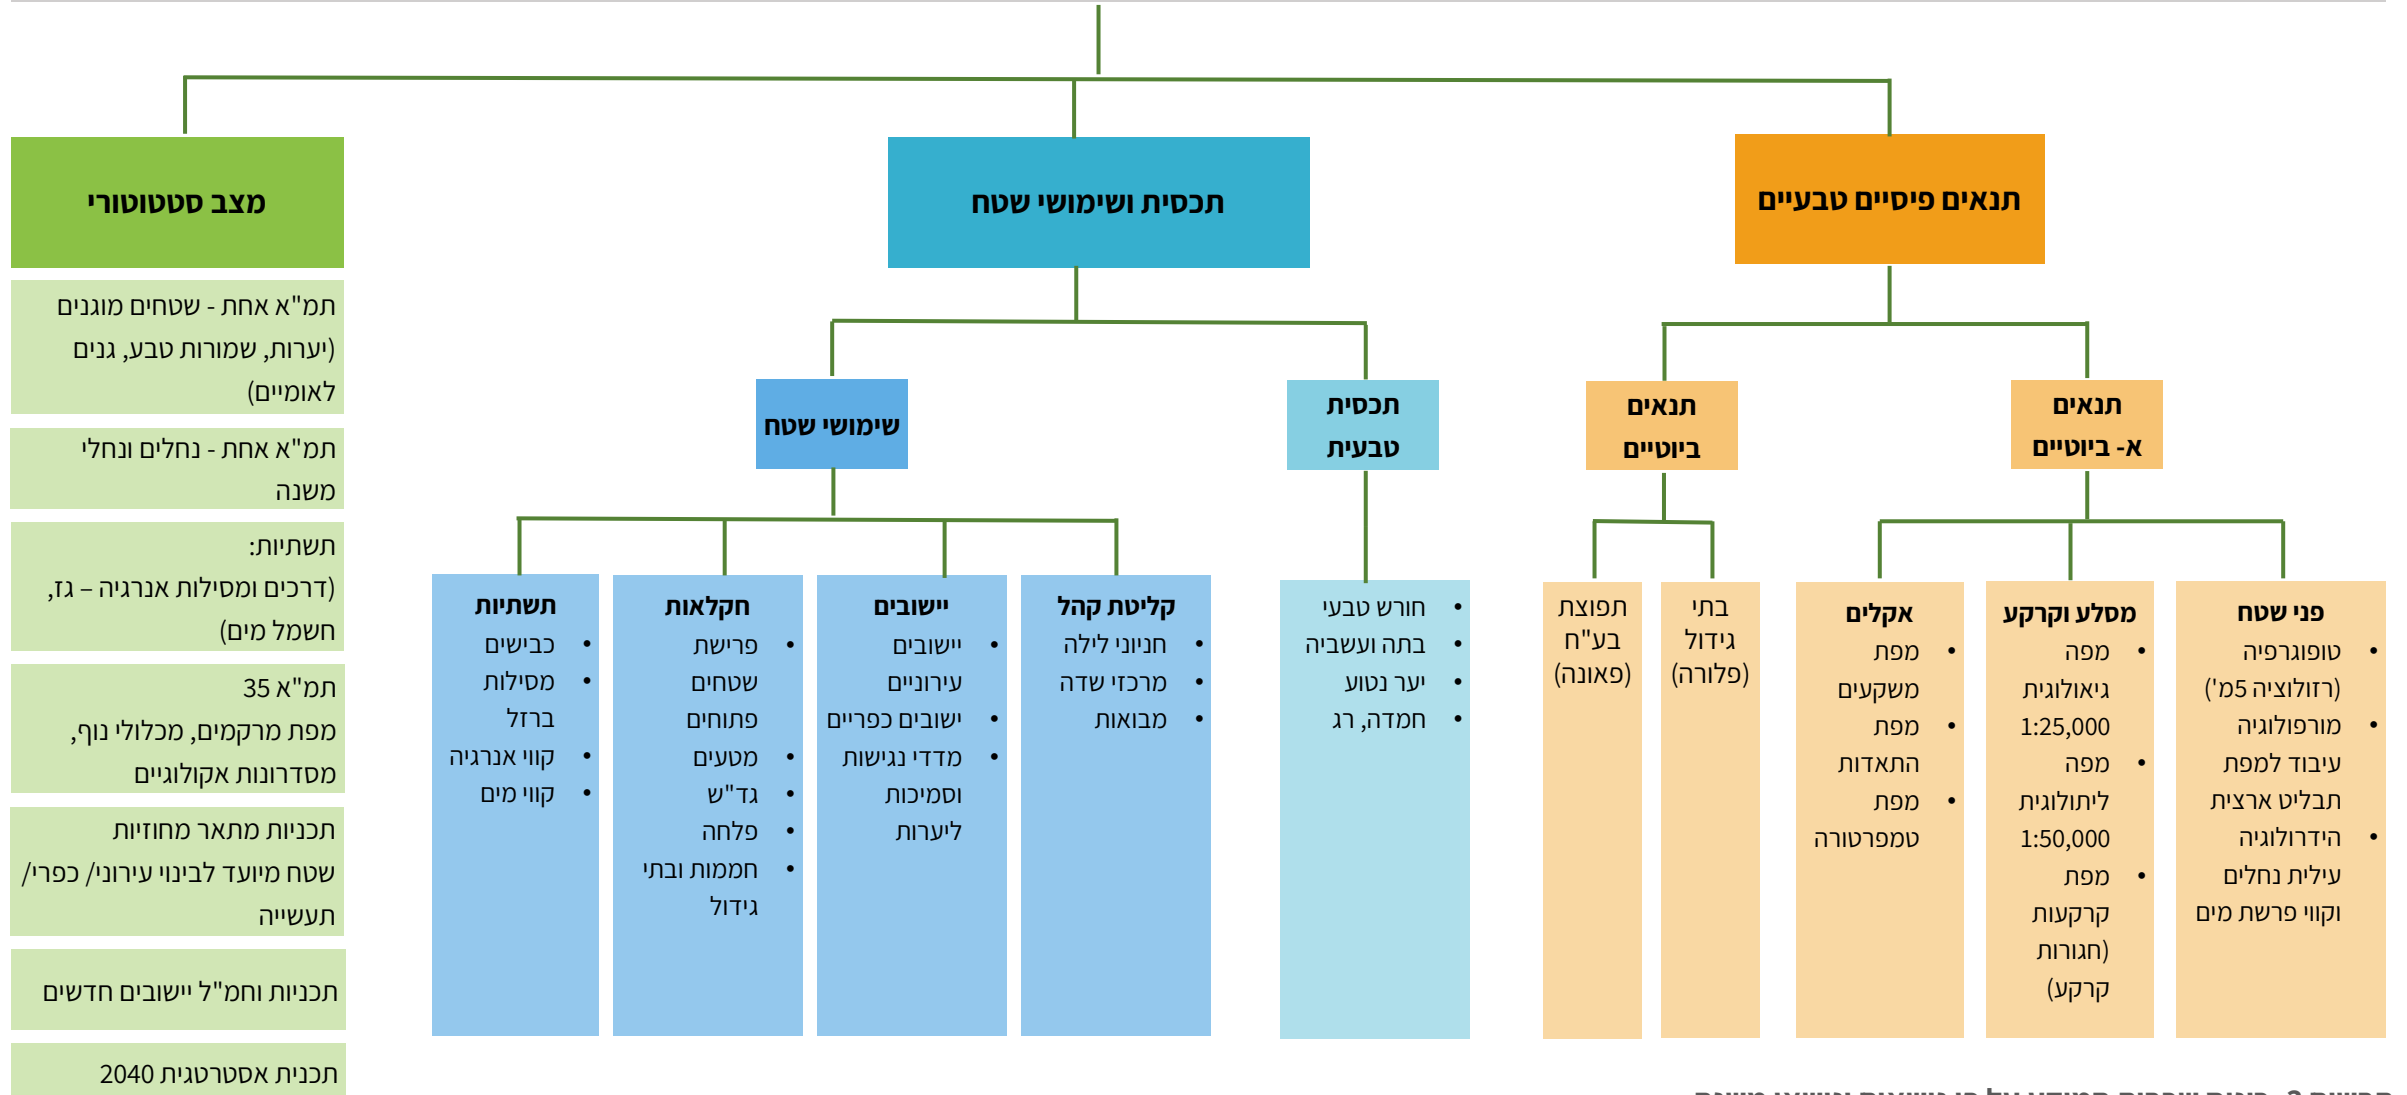 תנאים פיסיים טבעיים
תנאים
א- ביוטיים
פני שטח
• טופוגרפיה
(רזולוציה 5מ')
• מורפולוגיה
עיבוד למפת
תבליט ארצית
• הידרולוגיה
עילית נחלים
וקווי פרשת מים
מסלע וקרקע
• מפה
גיאולוגית
1:25,000
• מפה
ליתולוגית
1:50,000
• מפת
קרקעות
(חגורות
קרקע)
אקלים
• מפת
משקעים
• מפת
התאדות
• מפת
טמפרטורה
תנאים
ביוטיים
בתי
גידול
(פלורה)
תפוצת
בע"ח
(פאונה)
תכסית ושימושי שטח
תכסית
טבעית
• חורש טבעי
• בתה ועשביה
• יער נטוע
• חמדה, רג
שימושי שטח
קליטת קהל
• חניוני לילה
• מרכזי שדה
• מבואות
יישובים
• יישובים
עירוניים
• ישובים כפריים
• מדדי נגישות
וסמיכות
ליערות
חקלאות
• פרישת
שטחים
פתוחים
• מטעים
• גד"ש
• פלחה
• חממות ובתי
גידול
תשתיות
• כבישים
• מסילות
ברזל
• קווי אנרגיה
• קווי מים
מצב סטטוטורי
תמ"א אחת - שטחים מוגנים
(יערות, שמורות טבע, גנים
לאומיים)
תמ"א אחת - נחלים ונחלי
משנה
תשתיות:
(דרכים ומסילות אנרגיה – גז,
חשמל מים)
תמ"א 35
מפת מרקמים, מכלולי נוף,
מסדרונות אקולוגיים
תכניות מתאר מחוזיות
שטח מיועד לבינוי עירוני/ כפרי/
תעשייה
תכניות וחמ"ל יישובים חדשים
תכנית אסטרטגית 2040